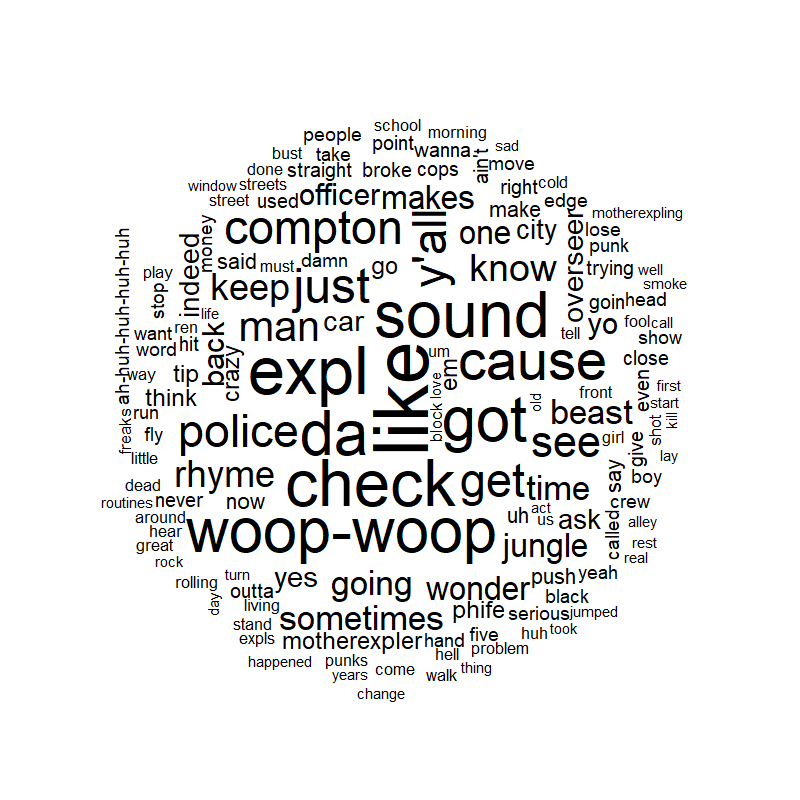 school
people
point
morning
bust
take
wanna
sad
done
straight
broke
cops
ain't
move
window
streets
officer
makes
right
cold
street
used
make
edge
motherexpling
compton
y'all
one
city
overseer
lose
punk
money
indeed
said
must
damn
go
know
trying
well
ah-huh-huh-huh-huh
play
stop
keep
just
sound
goin
head
smoke
life
want
ren
man
car
tell
yo
fool
call
word
hit
back
crazy
um
cause
show
way
tip
expl
like
em
close
think
block
love
old
front
even
first
run
got
beast
start
freaks
fly
police
da
see
girl
give
shot
kill
little
rhyme
check
get
time
say
lay
dead
boy
routines
never
now
act
crew
around
woop-woop
uh
us
ask
called
o
alley
hear
great
jungle
rest
rock
real
rolling
turn
yes
going
wonder
push
yeah
outta
black
day
living
sometimes
phife
serious
jumped
stand
expls
motherexpler
hand
five
huh
took
hell
problem
happened
punks
come
walk
thing
years
change